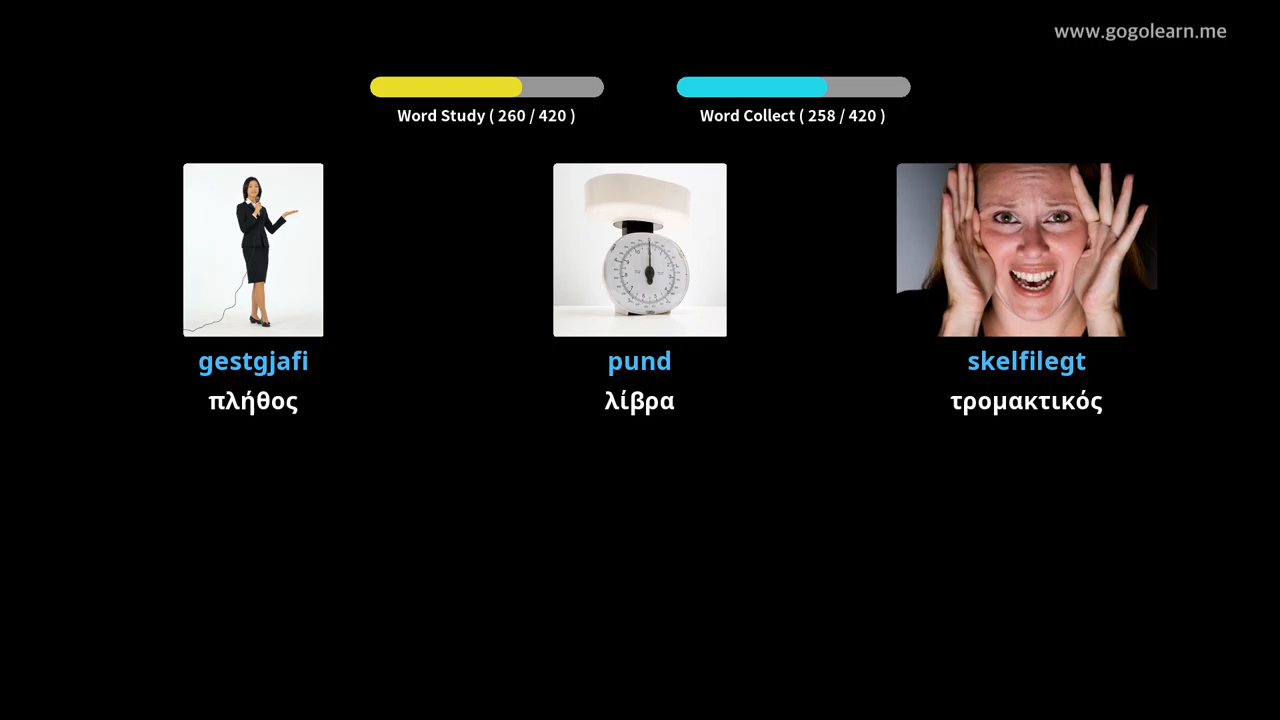 www.gogolearn.me
Word Study ( 260 / 420 )
Word Collect ( 258 / 420 )
gestgjafi
πλήθος
pund
λίβρα
skelfilegt
τρομακτικός